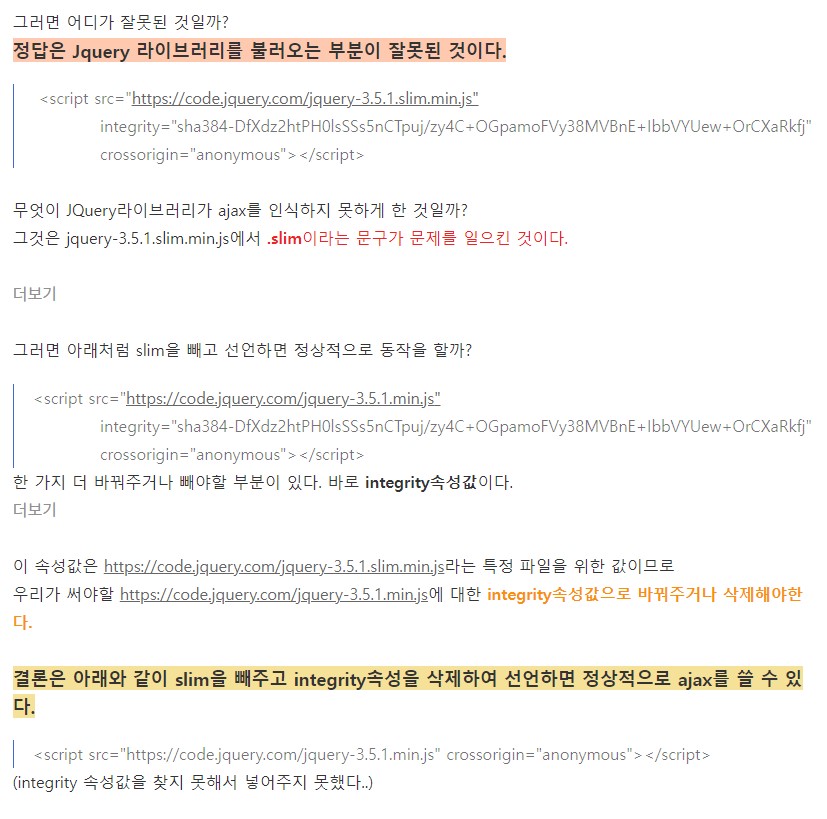 그러면 어디가 잘못된 것일까?
정답은 Jquery 라이브러리를 불러오는 부분이 잘못된 것이다.
<script src="https://code.jquery.com/jquery-3.5.1.slim.min.js"
integrity="sha384-DfXdz2htPH0lsSSs5nCTpuj/zy4C+OGpamoFVy38MVBnE+IbbVYUew+OrCXaRkfj"
crossorigin="anonymous"></script>
무엇이 JQuery라이브러리가 ajax를 인식하지 못하게 한 것일까?
그것은 jquery-3.5.1.slim.min.js에서 .slim이라는 문구가 문제를 일으킨 것이다.
더보기
그러면 아래처럼 slim을 빼고 선언하면 정상적으로 동작을 할까?
<script src="https://code.jquery.com/jquery-3.5.1.min.js"
integrity="sha384-DfXdz2htPH0lsSSs5nCTpuj/zy4C+OGpamoFVy38MVBnE+IbbVYUew+OrCXaRkfj"
crossorigin="anonymous"></script>
한 가지 더 바꿔주거나 빼야할 부분이 있다. 바로 integrity속성값이다.
더보기
이 속성값은 https://code.jquery.com/jquery-3.5.1.slim.min.js라는 특정 파일을 위한 값이므로
우리가 써야할 https://code.jquery.com/jquery-3.5.1.min.js에 대한 integrity속성값으로 바꿔주거나 삭제해야한
다.
결론은 아래와 같이 slim을 빼주고 integrity속성을 삭제하여 선언하면 정상적으로 ajax를 쓸 수 있
다.
<script src="https://code.jquery.com/jquery-3.5.1.min.js" crossorigin="anonymous"></script>
(integrity 속성값을 찾지 못해서 넣어주지 못했다..)